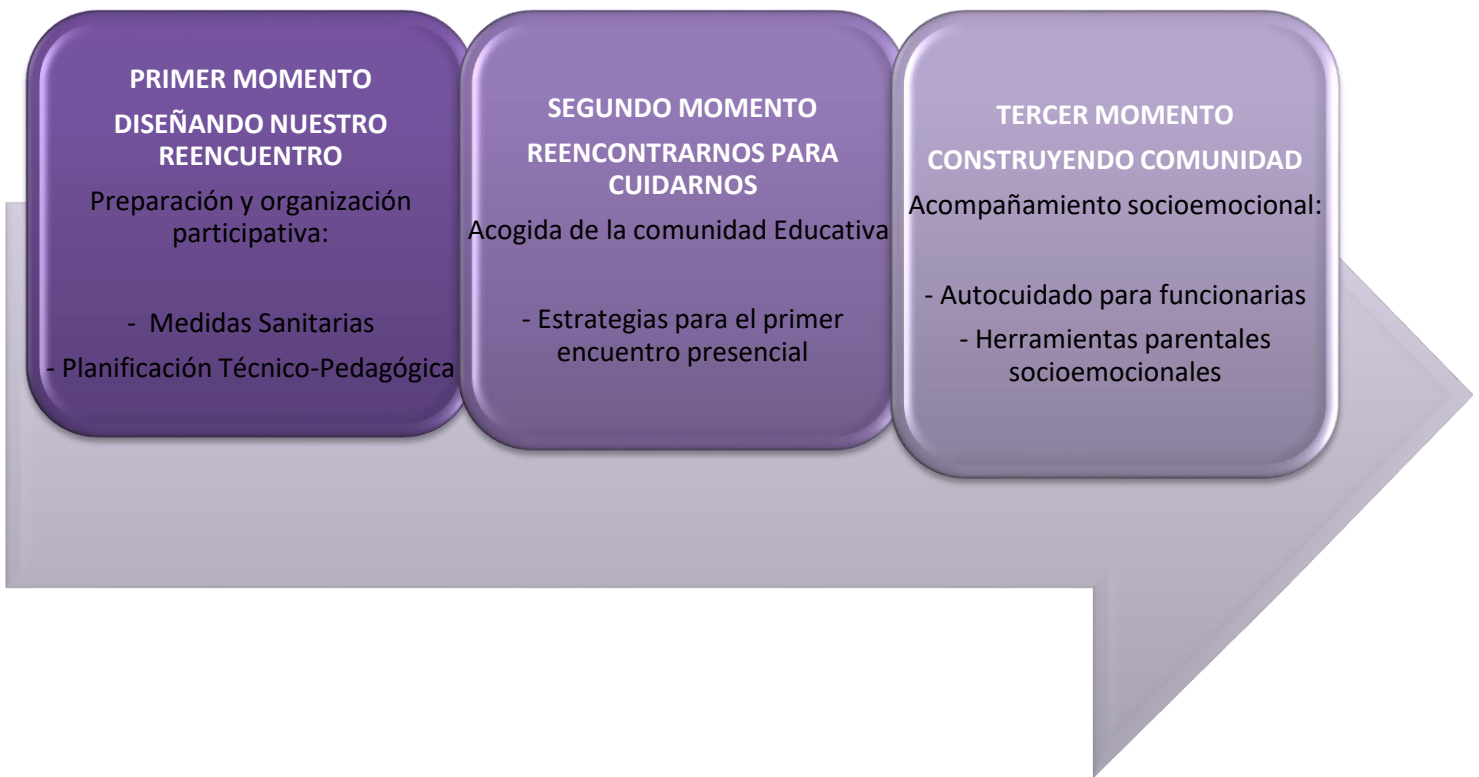 PRIMER MOMENTO
DISEÑANDO NUESTRO
REENCUENTRO
Preparación y organización
participativa:
- Medidas Sanitarias
- Planificación Técnico-Pedagógica
SEGUNDO MOMENTO
REENCONTRARNOS PARA
CUIDARNOS
Acogida de la comunidad Educativa
- Estrategias para el primer
encuentro presencial
TERCER MOMENTO
CONSTRUYENDO COMUNIDAD
Acompañamiento socioemocional:
- Autocuidado para funcionarias
- Herramientas parentales
socioemocionales